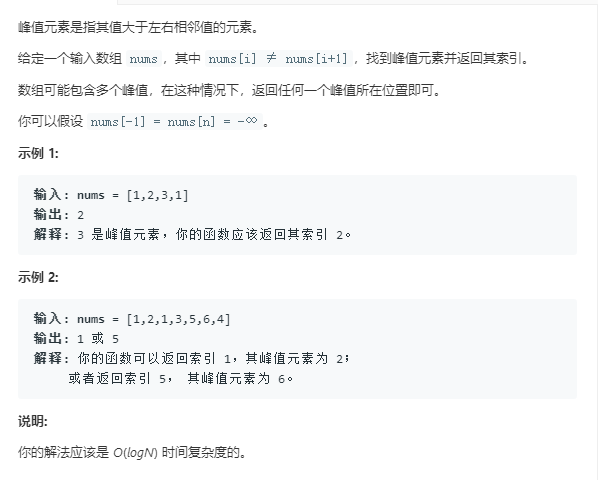 峰值元素是指其值大于左右相邻值的元素。
给定一个输入数组 nums，其中 nums[i] ≠ nums[i+1]，找到峰值元素并返回其索引。
数组可能包含多个峰值，在这种情况下，返回任何一个峰值所在位置即可。
你可以假设 nums[-1] = nums[n] = -∞。
示例 1:
输入: nums = [1,2,3,1]
输出: 2
解释: 3 是峰值元素，你的函数应该返回其索引 2。
示例 2:
输入: nums = [1,2,1,3,5,6,4]
输出: 1 或 5
解释: 你的函数可以返回索引 1，其峰值元素为 2；
或者返回索引 5， 其峰值元素为 6。
说明:
你的解法应该是 O(logN) 时间复杂度的。